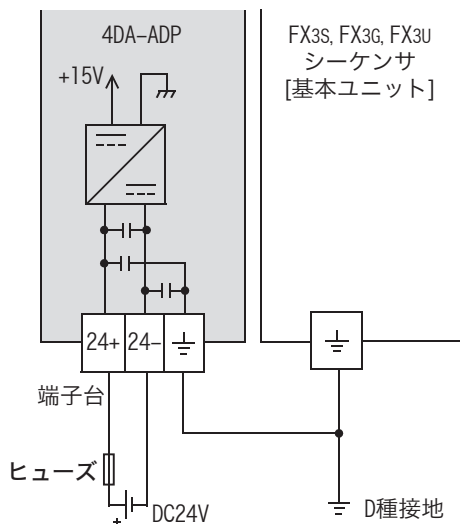 4DA-ADP
FX3S, FX3G, FX3U
シーケンサ
[基本ユニット]
+15V
24+
24-
端子台
ヒューズ
+
DC24V
D種接地